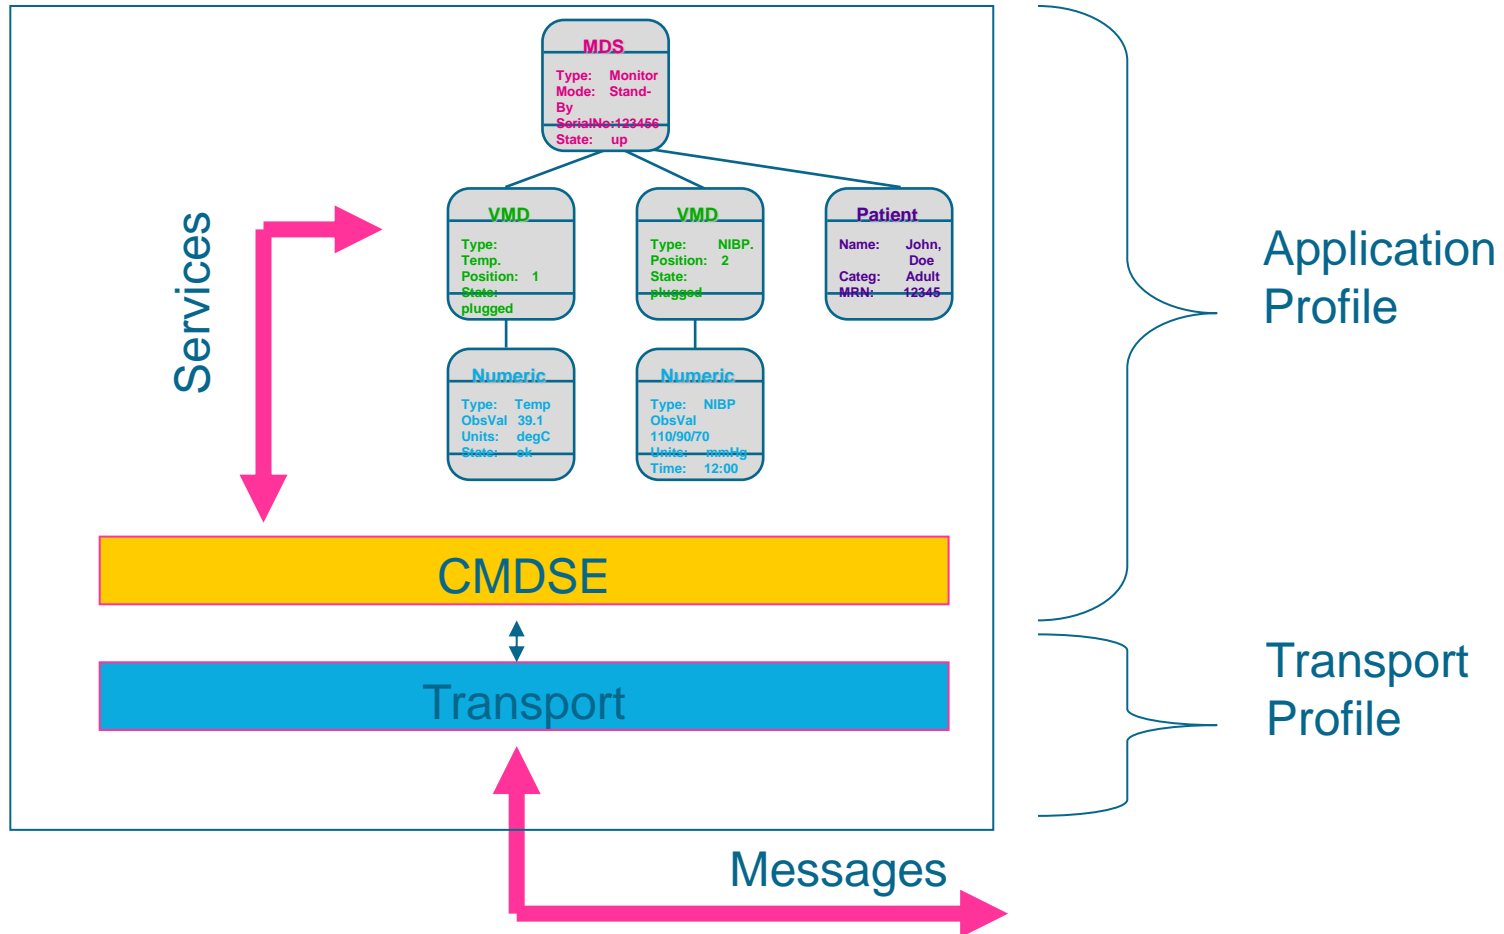 MDS
Type: Monitor
Mode: Stand-
By
SerialNo:123456
State: up
VMD
Type:
Temp.
Position: 1
State:
plugged
VMD
Type: NIBP.
Position: 2
State:
plugged
Patient
Name: John,
Doe
Categ: Adult
MRN: 12345
Numeric
Type: Temp
ObsVal 39.1
Units: degC
State: ok
Numeric
Type: NIBP
ObsVal
110/90/70
Units: mmHg
Time: 12:00
Services
Application
Profile
CMDSE
Transport
Transport
Profile
Messages